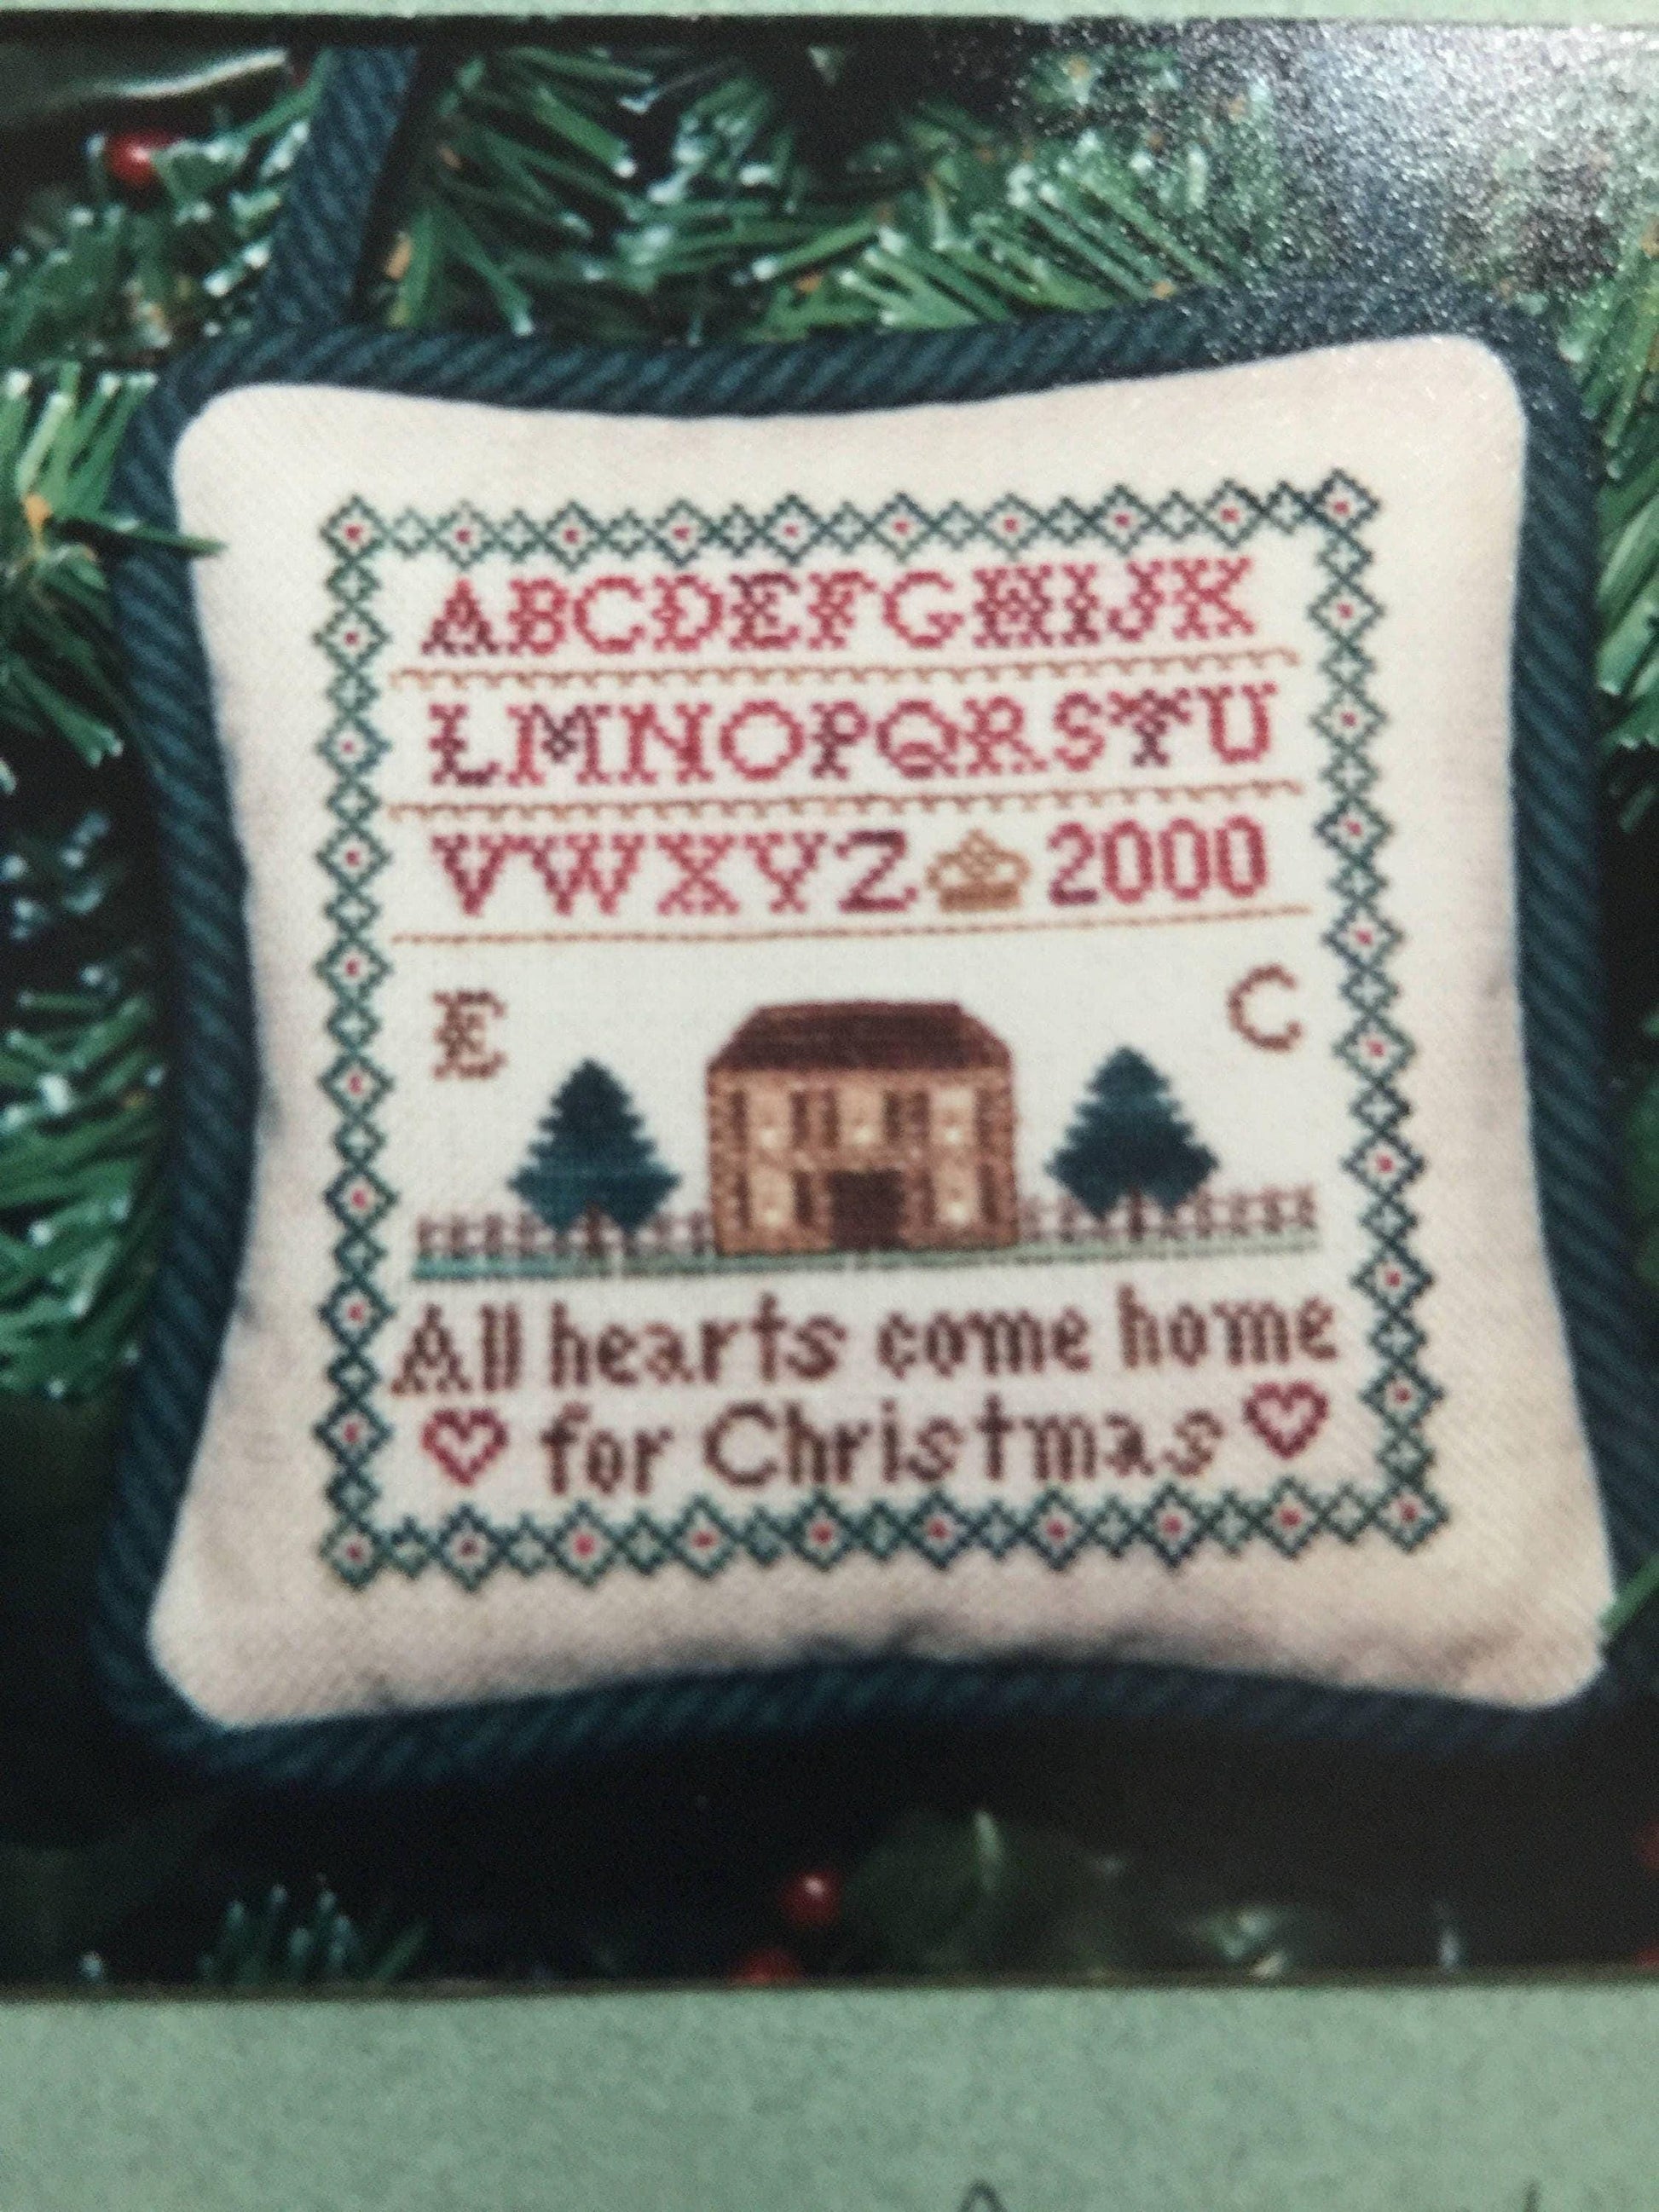 ABCDEFGHIJK
LMNOPQRSTU
VWXYZ 2000
E C
All hearts come home
for Christmas